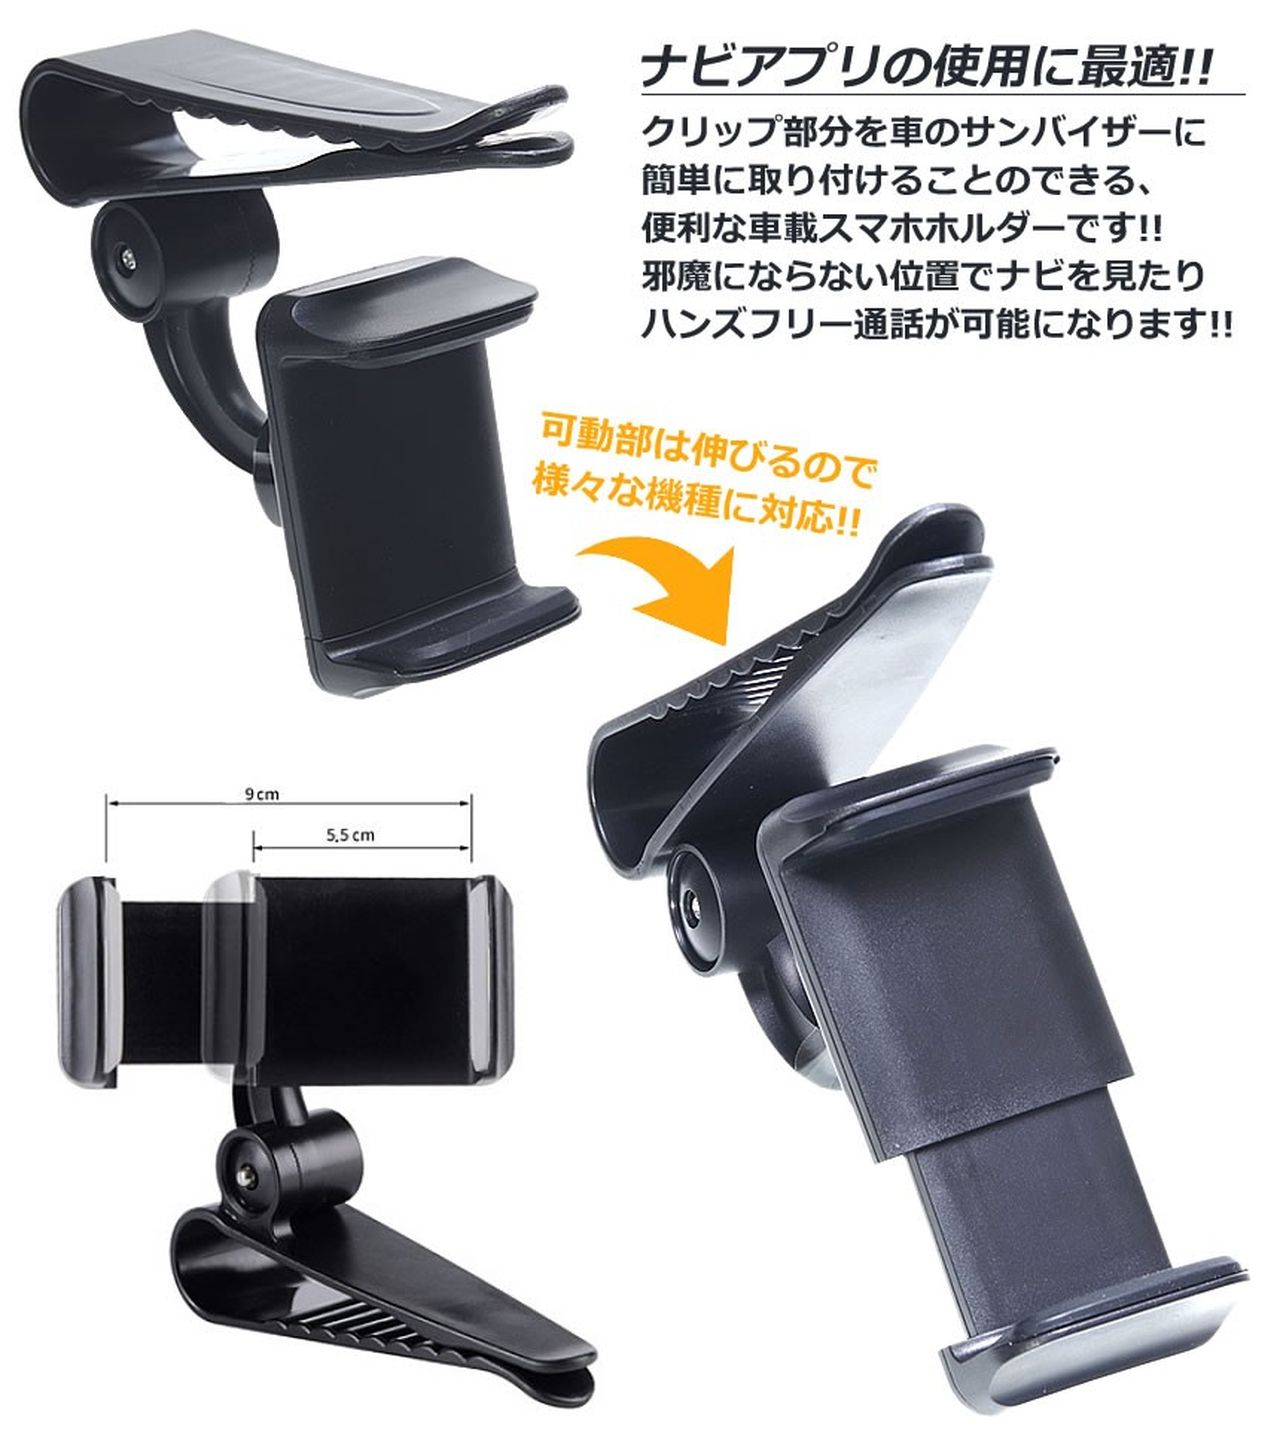 ナビアプリの使用に最適!!
クリップ部分を車のサンバイザーに
簡単に取り付けることのできる、
便利な車載スマホホルダーです!!
邪魔にならない位置でナビを見たり
ハンズフリー通話が可能になります!!
可動部は伸びるので
様々な機種に対応!!
9cm
5.5cm